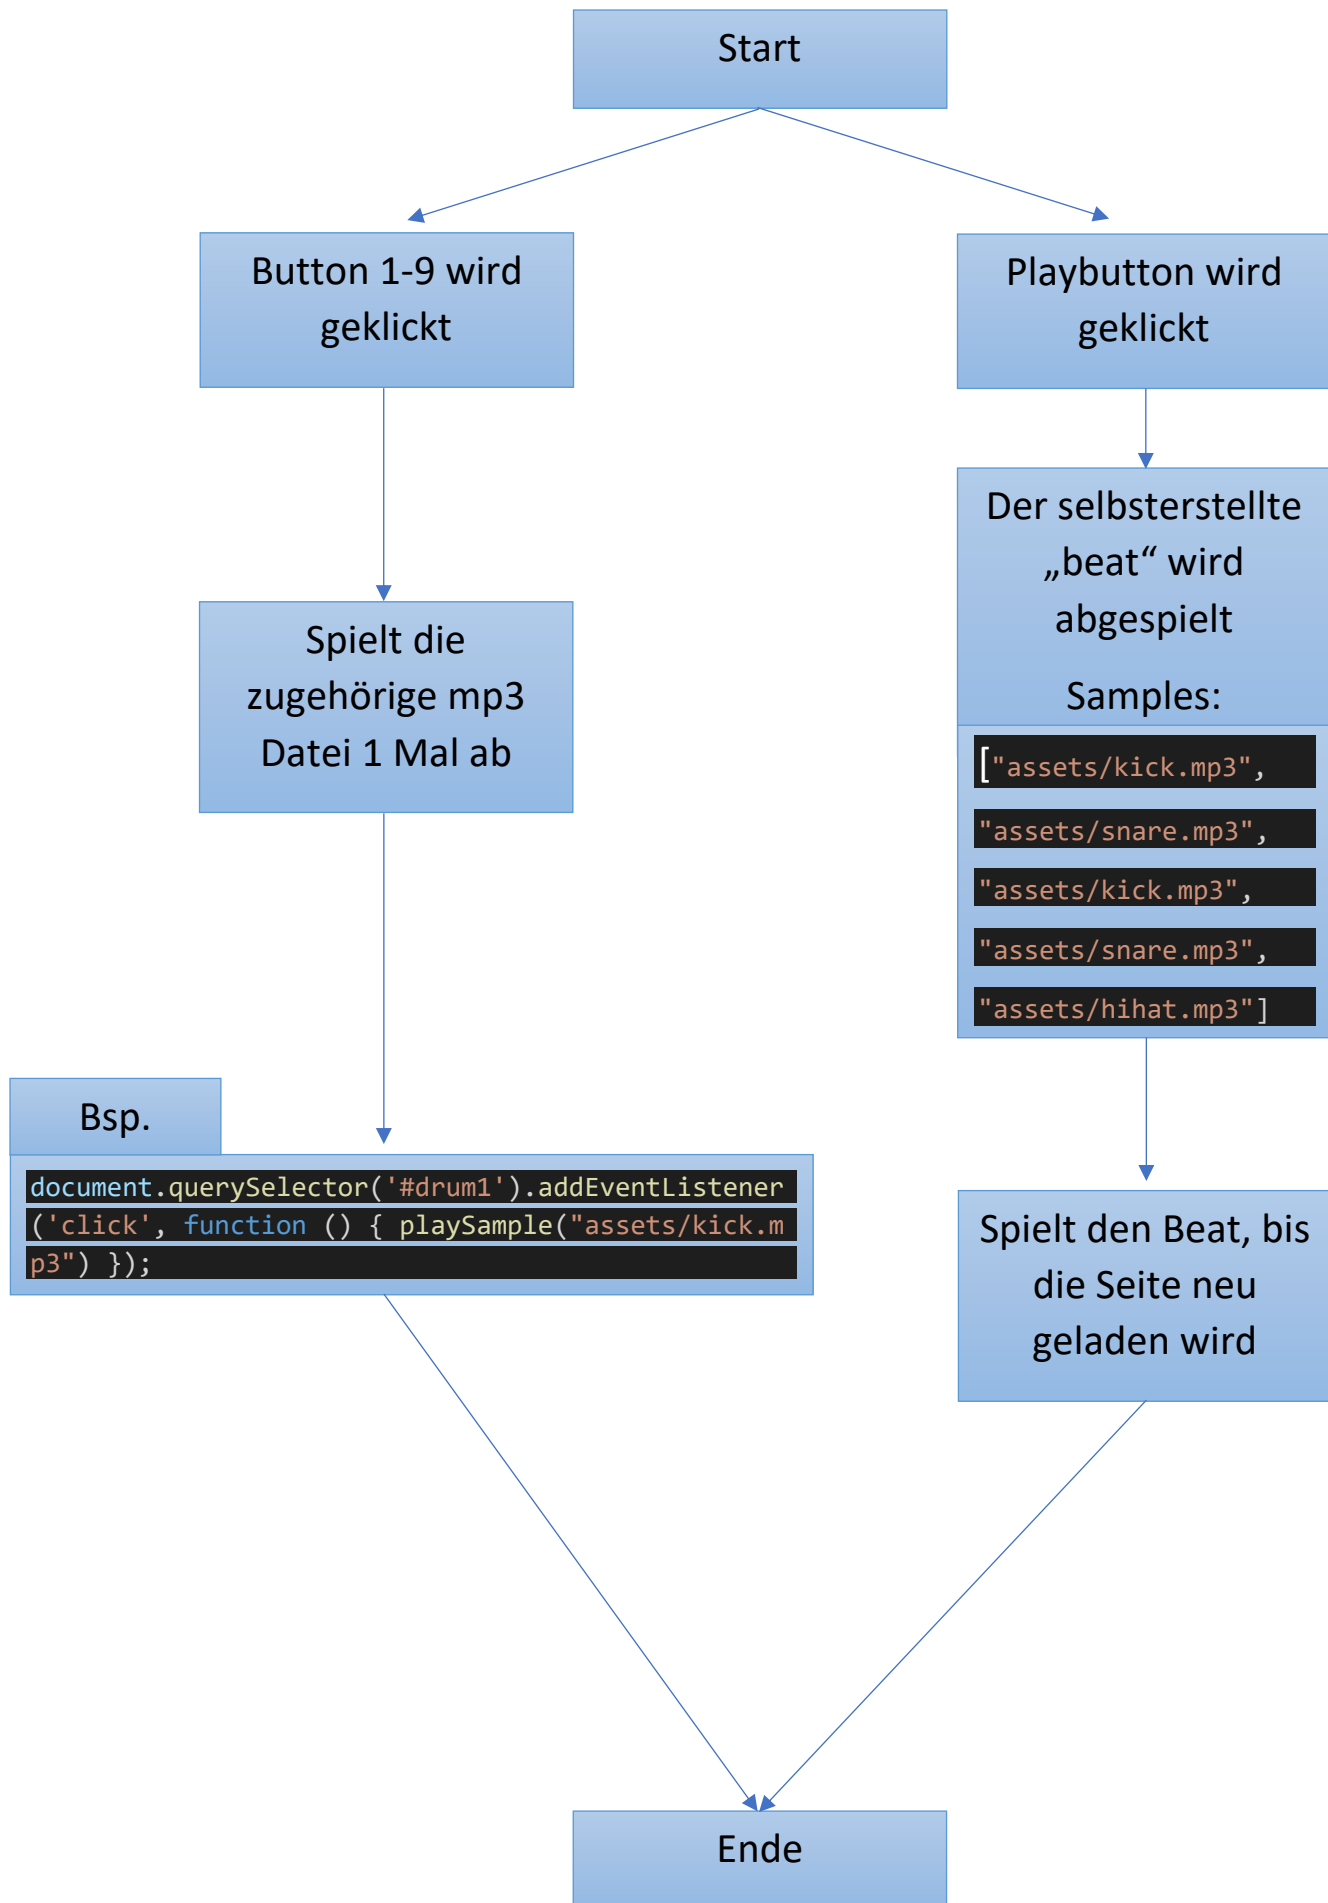 Start
Button 1-9 wird
geklickt
Spielt die
zugehörige mp3
Datei 1 Mal ab
Bsp.
document.querySelector('#drum1').addEventListener
('click', function () { playSample("assets/kick.m
p3") });
Playbutton wird
geklickt
Der selbsterstellte
„beat“ wird
abgespielt
Samples:
["assets/kick.mp3",
"assets/snare.mp3",
"assets/kick.mp3",
"assets/snare.mp3",
"assets/hihat.mp3"]
Spielt den Beat, bis
die Seite neu
geladen wird
Ende